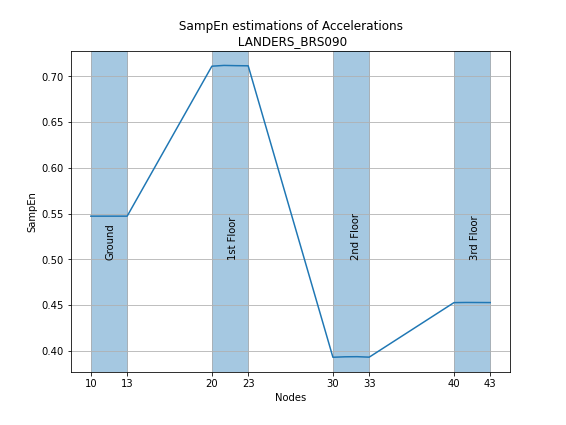 SampEn estimations of Accelerations
LANDERS_BRS090
0.70
0.65
0.60
0.55
0.50
0.45
0.40
SampEn
Ground
1st Floor
2nd Floor
3rd Floor
10 13 20 23 30 33 40 43
Nodes